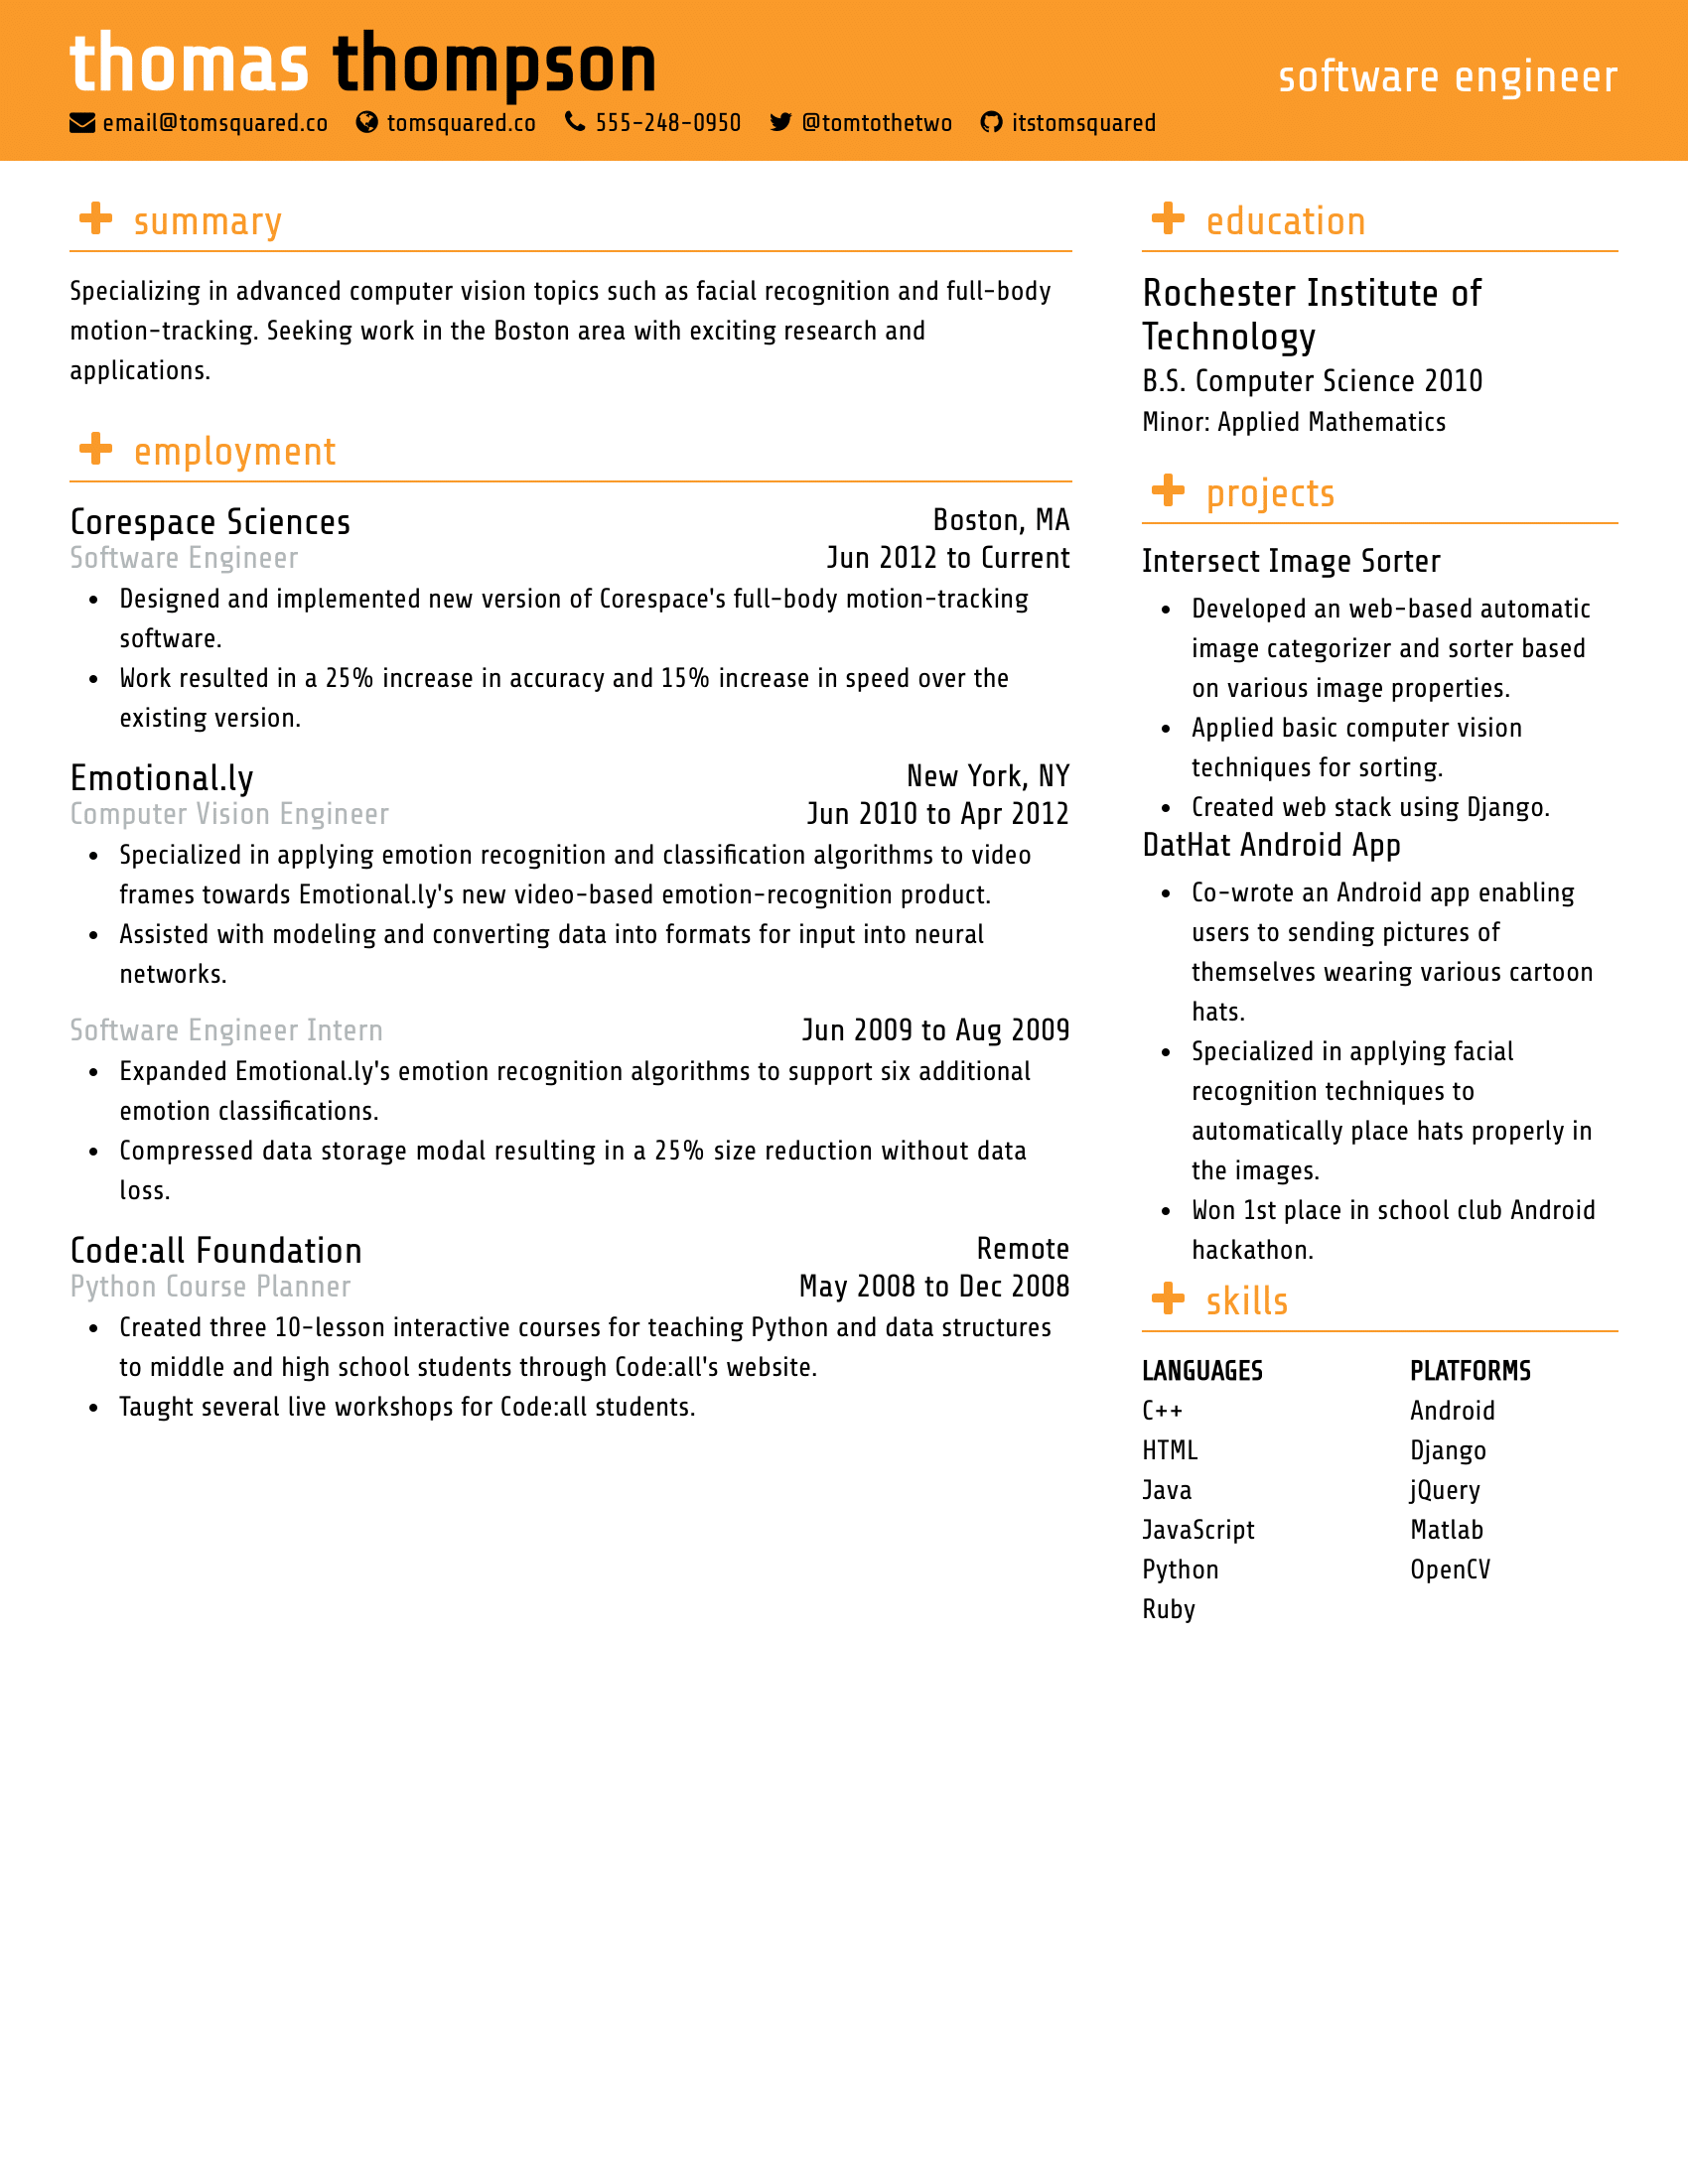 thomas thompson
software engineer
email@tomsquared.co tomsquared.co 555-248-0950 @tomtothetwo itstomsquared
summary
Specializing in advanced computer vision topics such as facial recognition and full-body
motion-tracking. Seeking work in the Boston area with exciting research and
applications.
employment
Corespace Sciences Boston, MA
Software Engineer Jun 2012 to Current
• Designed and implemented new version of Corespace's full-body motion-tracking
software.
• Work resulted in a 25% increase in accuracy and 15% increase in speed over the
existing version.
Emotional.ly New York, NY
Computer Vision Engineer Jun 2010 to Apr 2012
• Specialized in applying emotion recognition and classification algorithms to video
frames towards Emotional.ly's new video-based emotion-recognition product.
• Assisted with modeling and converting data into formats for input into neural
networks.
Software Engineer Intern Jun 2009 to Aug 2009
• Expanded Emotional.ly's emotion recognition algorithms to support six additional
emotion classifications.
• Compressed data storage modal resulting in a 25% size reduction without data
loss.
Code:all Foundation Remote
Python Course Planner May 2008 to Dec 2008
• Created three 10-lesson interactive courses for teaching Python and data structures
to middle and high school students through Code:all's website.
• Taught several live workshops for Code:all students.
education
Rochester Institute of
Technology
B.S. Computer Science 2010
Minor: Applied Mathematics
projects
Intersect Image Sorter
• Developed an web-based automatic
image categorizer and sorter based
on various image properties.
• Applied basic computer vision
techniques for sorting.
• Created web stack using Django.
DatHat Android App
• Co-wrote an Android app enabling
users to sending pictures of
themselves wearing various cartoon
hats.
• Specialized in applying facial
recognition techniques to
automatically place hats properly in
the images.
• Won 1st place in school club Android
hackathon.
skills
LANGUAGES PLATFORMS
C++ Android
HTML Django
Java jQuery
JavaScript Matlab
Python OpenCV
Ruby